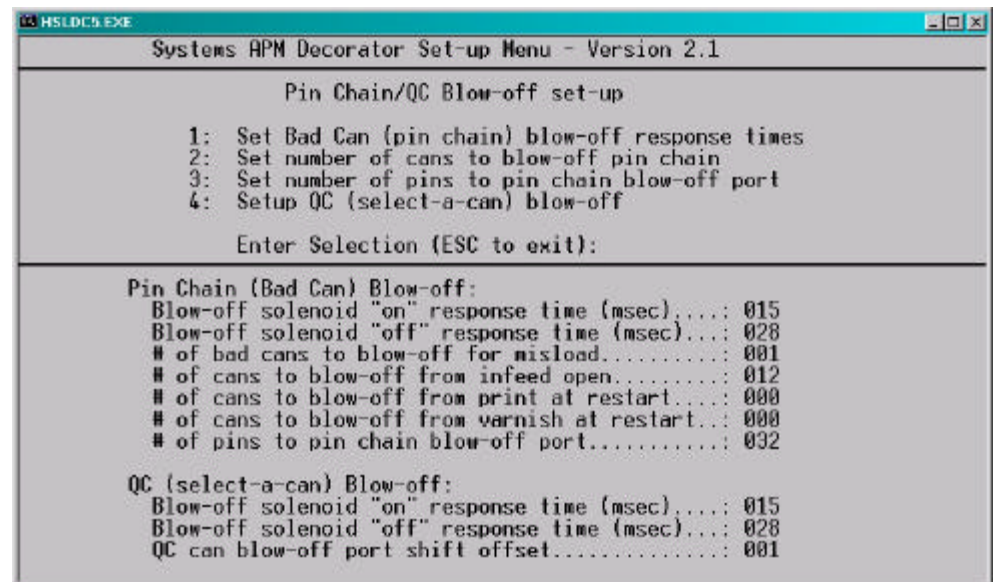 HSLDC5.EXE
Systems APM Decorator Set-up Menu - Version 2.1
Pin Chain/QC Blow-off set-up
1: Set Bad Can (pin chain) blow-off response times
2: Set number of cans to blow-off pin chain
3: Set number of pins to pin chain blow-off port
4: Setup QC (select-a-can) blow-off
Enter Selection (ESC to exit):
Pin Chain (Bad Can) Blow-off:
Blow-off solenoid "on" response time (msec)....: 015
Blow-off solenoid "off" response time (msec)...: 028
# of bad cans to blow-off for misload..........: 001
# of cans to blow-off from infeed open.........: 012
# of cans to blow-off from print at restart....: 000
# of cans to blow-off from varnish at restart..: 000
# of pins to pin chain blow-off port...........: 032
QC (select-a-can) Blow-off:
Blow-off solenoid "on" response time (msec)....: 015
Blow-off solenoid "off" response time (msec)...: 028
QC can blow-off port shift offset..............: 001